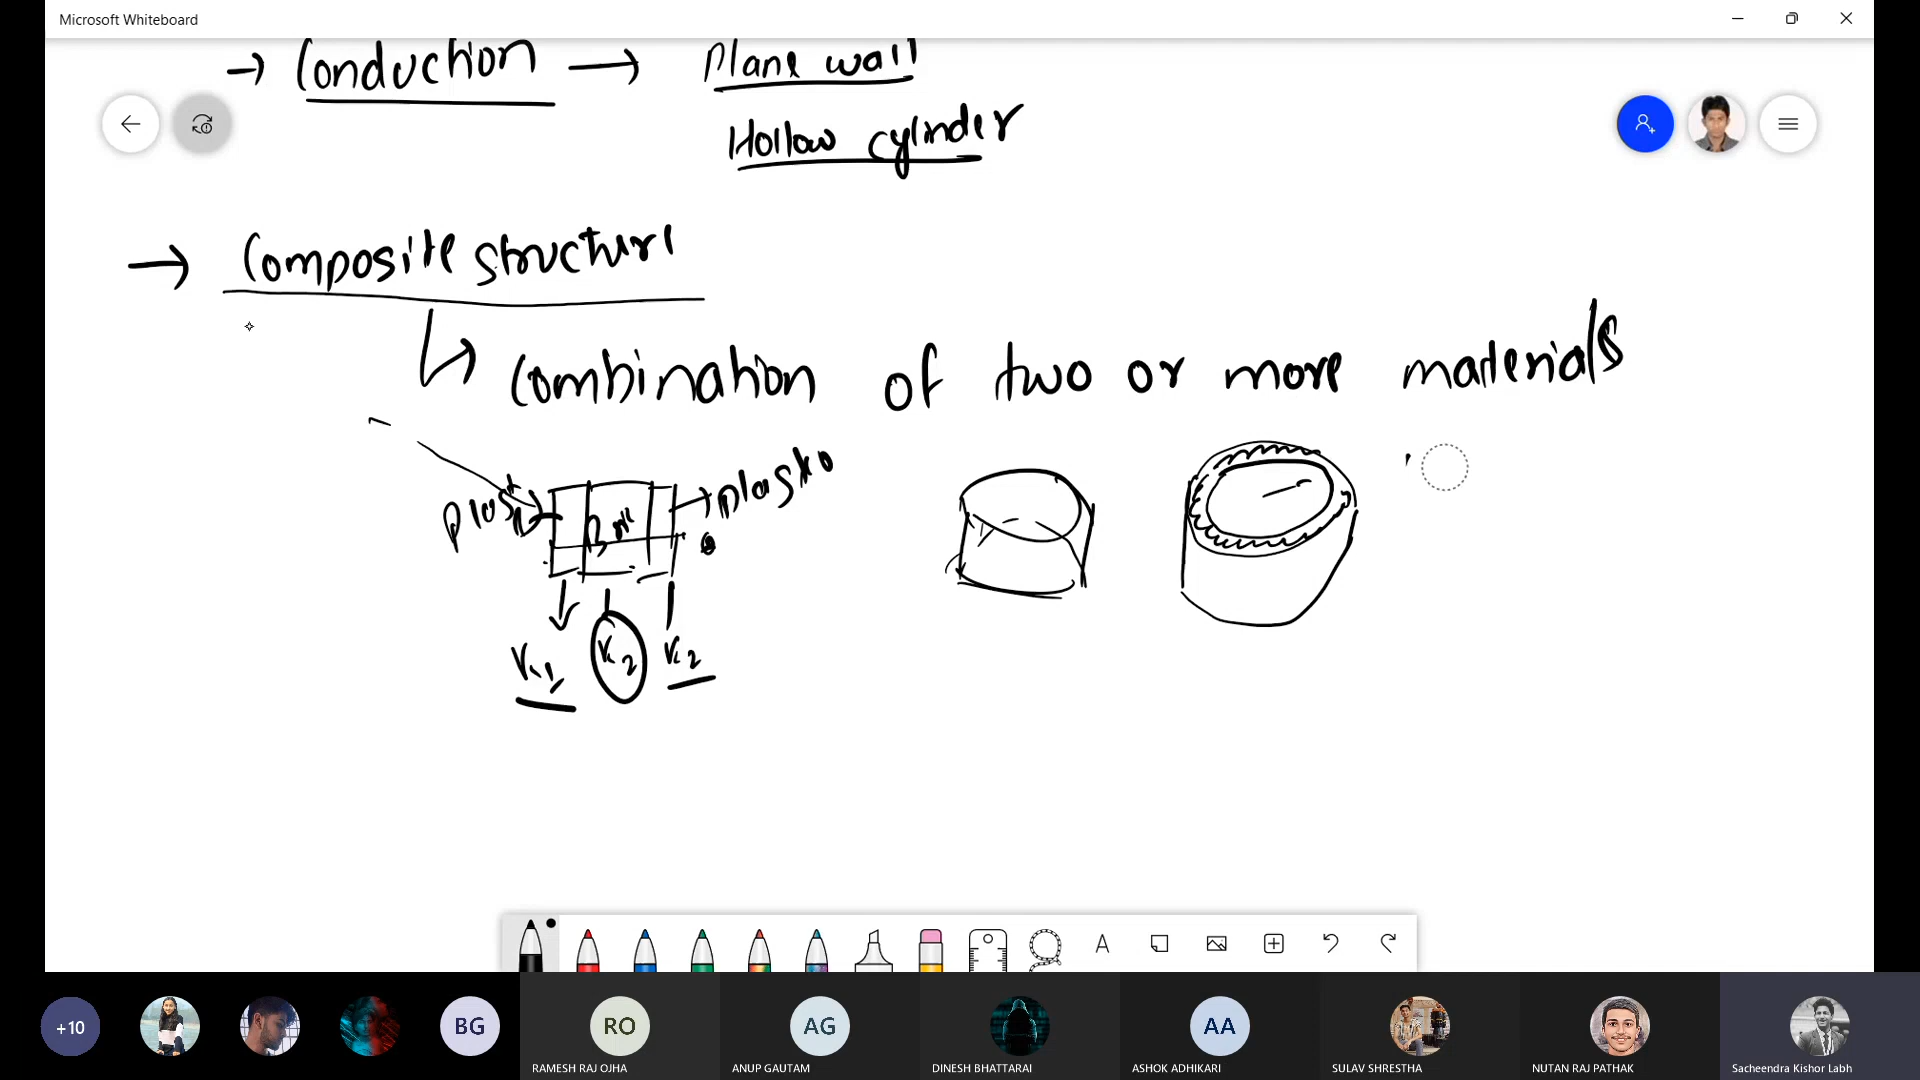 Microsoft Whiteboard
→ Conduction → Plane wall
Hollow cylinder
→ Composite structure
↳ Combination of two or more materials
plast
Bri
plasto
K1
K2
K2
+10
BG
RO
AG
AA
RAMESH RAJ OJHA
ANUP GAUTAM
DINESH BHATTARAI
ASHOK ADHIKARI
SULAV SHRESTHA
NUTAN RAJ PATHAK
Sacheendra Kishor Labh